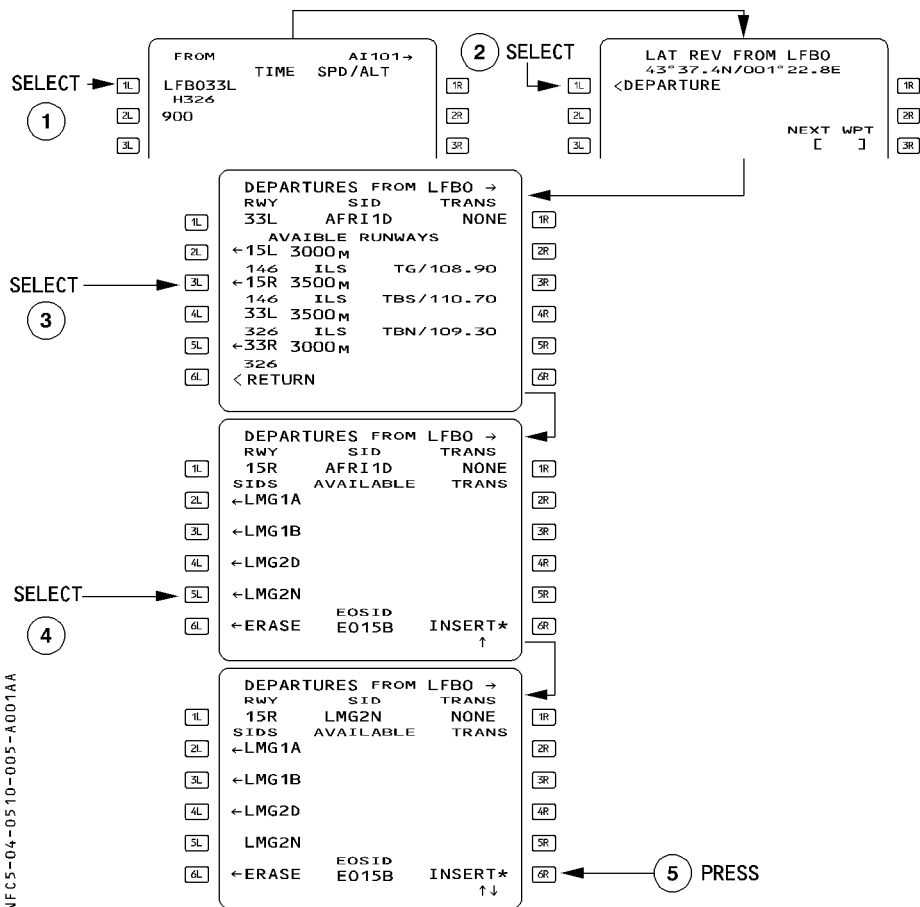 SELECT
1
FROM AI101→
TIME SPD/ALT
1L LFBO33L 1R
H326
2L 900 2R
3L 3R
2 SELECT
LAT REV FROM LFBO
43°37.4N/001°22.8E
1L <DEPARTURE 1R
2L 2R
NEXT WPT
3L [ ] 3R
SELECT
3
DEPARTURES FROM LFBO →
RWY SID TRANS
1L 33L AFRI1D NONE 1R
AVAIBLE RUNWAYS
2L ←15L 3000M 2R
146 ILS TG/108.90
3L ←15R 3500M 3R
146 ILS TBS/110.70
4L 33L 3500M 4R
326 ILS TBN/109.30
5L ←33R 3000M 5R
326
6L <RETURN 6R
SELECT
4
DEPARTURES FROM LFBO →
RWY SID TRANS
1L 15R AFRI1D NONE 1R
SIDS AVAILABLE TRANS
2L ←LMG1A 2R
3L ←LMG1B 3R
4L ←LMG2D 4R
5L ←LMG2N 5R
EOSID
6L ←ERASE EO15B INSERT* 6R
↑
DEPARTURES FROM LFBO →
RWY SID TRANS
1L 15R LMG2N NONE 1R
SIDS AVAILABLE TRANS
2L ←LMG1A 2R
3L ←LMG1B 3R
4L ←LMG2D 4R
5L LMG2N 5R
EOSID
6L ←ERASE EO15B INSERT* 6R
↑↓
5 PRESS
NFC5-04-0510-005-A001AA